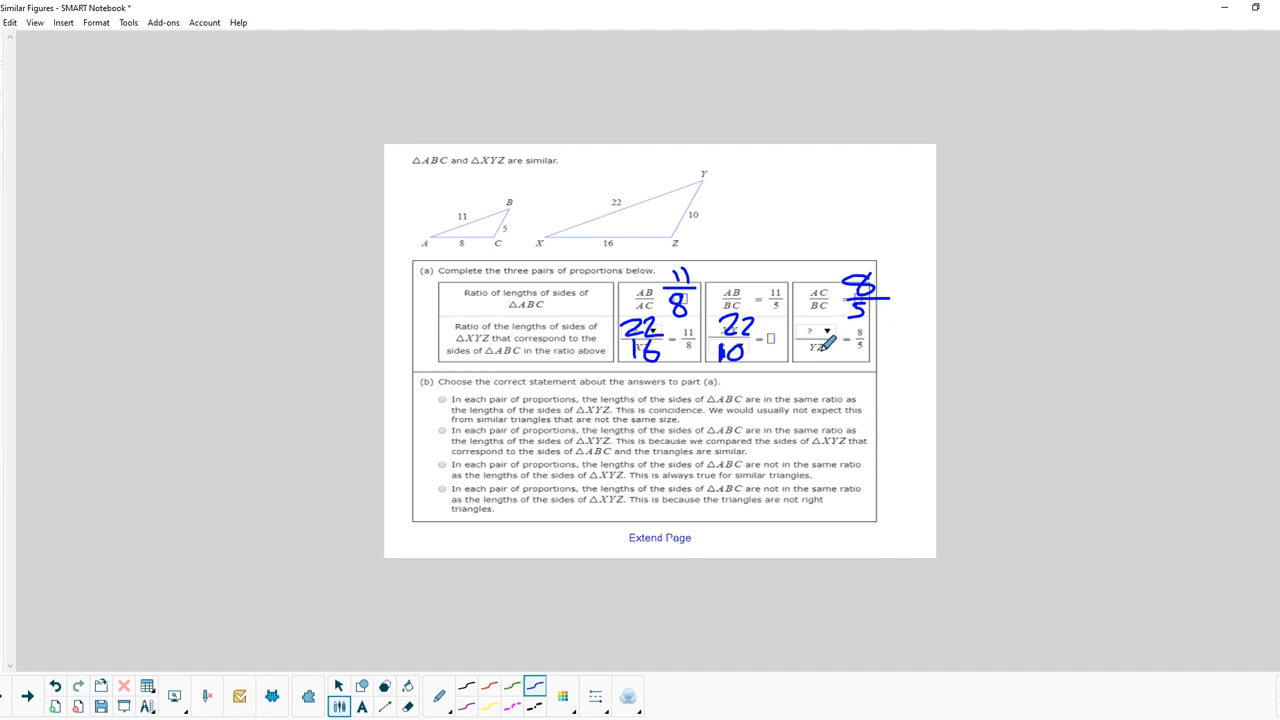 Similar Figures - SMART Notebook *
Edit View Insert Format Tools Add-ons Account Help
△ABC and △XYZ are similar.
Y
22
B
11
10
5
A 8 C X 16 Z
(a) Complete the three pairs of proportions below.
Ratio of lengths of sides of
△ABC
AB/AC 11/8
AB/BC = 11/5
AC/BC = 8/5
Ratio of the lengths of sides of
△XYZ that correspond to the
sides of △ABC in the ratio above
22/16 = 11/8
22/10 =
?/YZ = 8/5
(b) Choose the correct statement about the answers to part (a).
In each pair of proportions, the lengths of the sides of △ABC are in the same ratio as
the lengths of the sides of △XYZ. This is coincidence. We would usually not expect this
from similar triangles that are not the same size.
In each pair of proportions, the lengths of the sides of △ABC are in the same ratio as
the lengths of the sides of △XYZ. This is because we compared the sides of △XYZ that
correspond to the sides of △ABC and the triangles are similar.
In each pair of proportions, the lengths of the sides of △ABC are not in the same ratio
as the lengths of the sides of △XYZ. This is always true for similar triangles.
In each pair of proportions, the lengths of the sides of △ABC are not in the same ratio
as the lengths of the sides of △XYZ. This is because the triangles are not right
triangles.
Extend Page